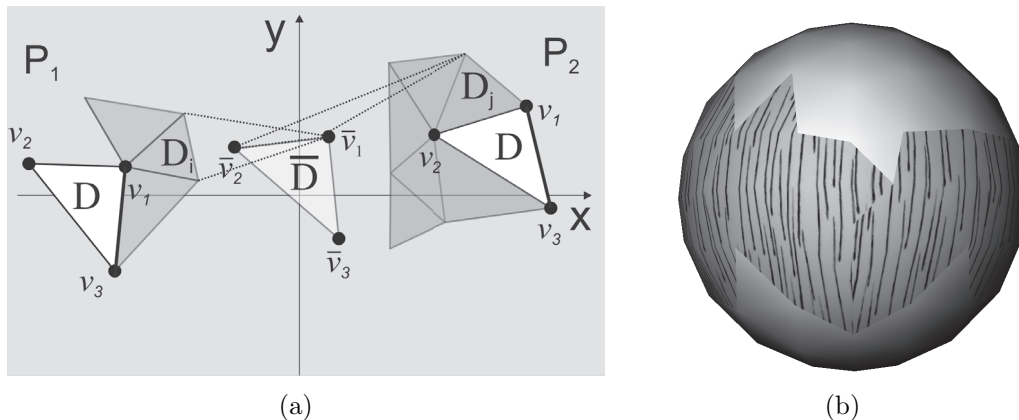 y
P₁
P₂
Dᵢ
Dⱼ
D
D̅
D
v₁
v₂
v₃
v̅₁
v̅₂
v̅₃
v₁
v₂
v₃
x
(a)
(b)